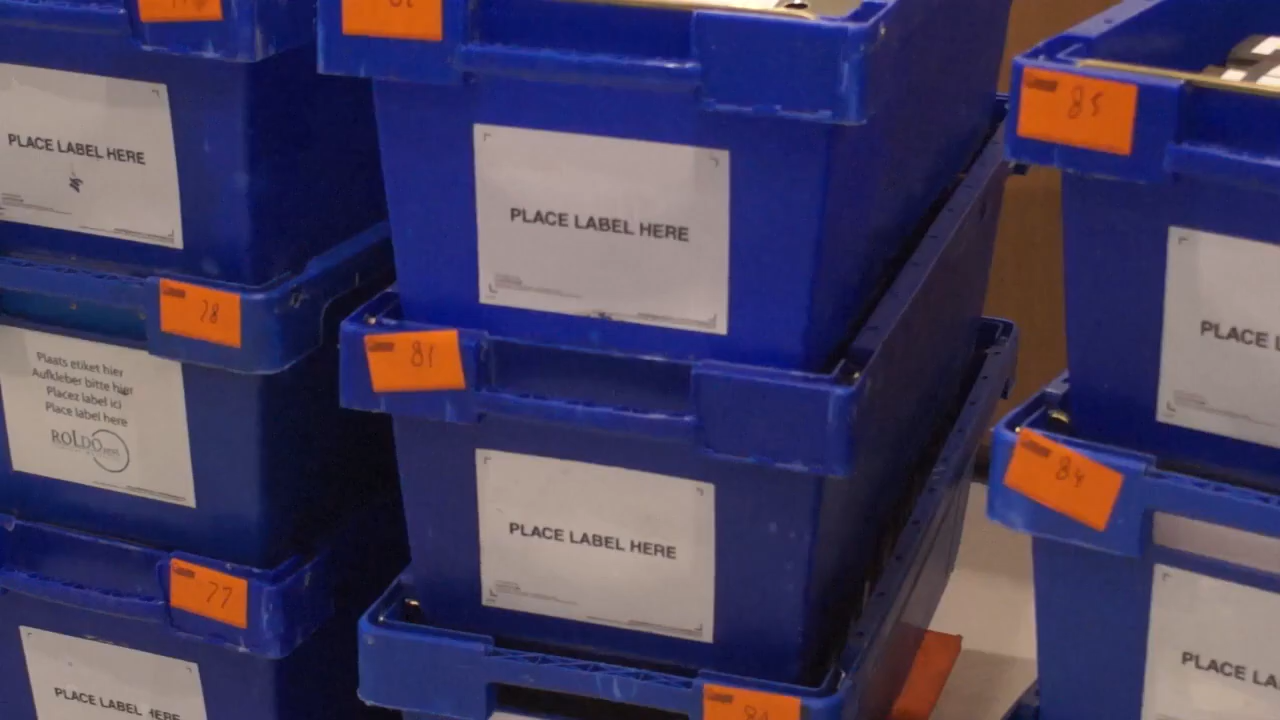 PLACE LABEL HERE
78
Plaats etiket hier
Aufkleber bitte hier
Placez label ici
Place label here
ROLDO
77
PLACE LABEL HERE
PLACE LABEL HERE
81
PLACE LABEL HERE
85
PLACE L
84
PLACE LA